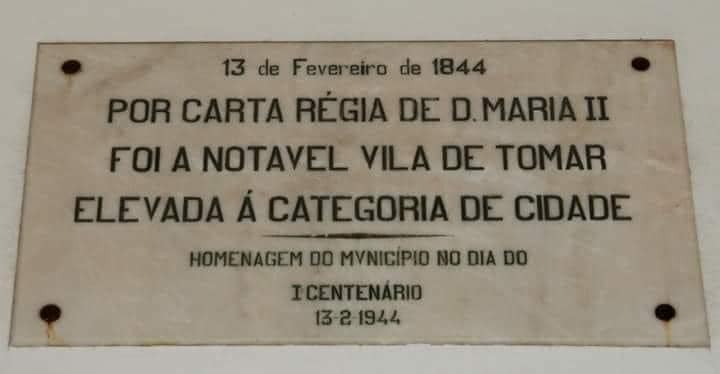 13 de Fevereiro de 1844
POR CARTA RÉGIA DE D. MARIA II
FOI A NOTAVEL VILA DE TOMAR
ELEVADA Á CATEGORIA DE CIDADE
HOMENAGEM DO MVNICÍPIO NO DIA DO
I CENTENÁRIO
13-2-1944